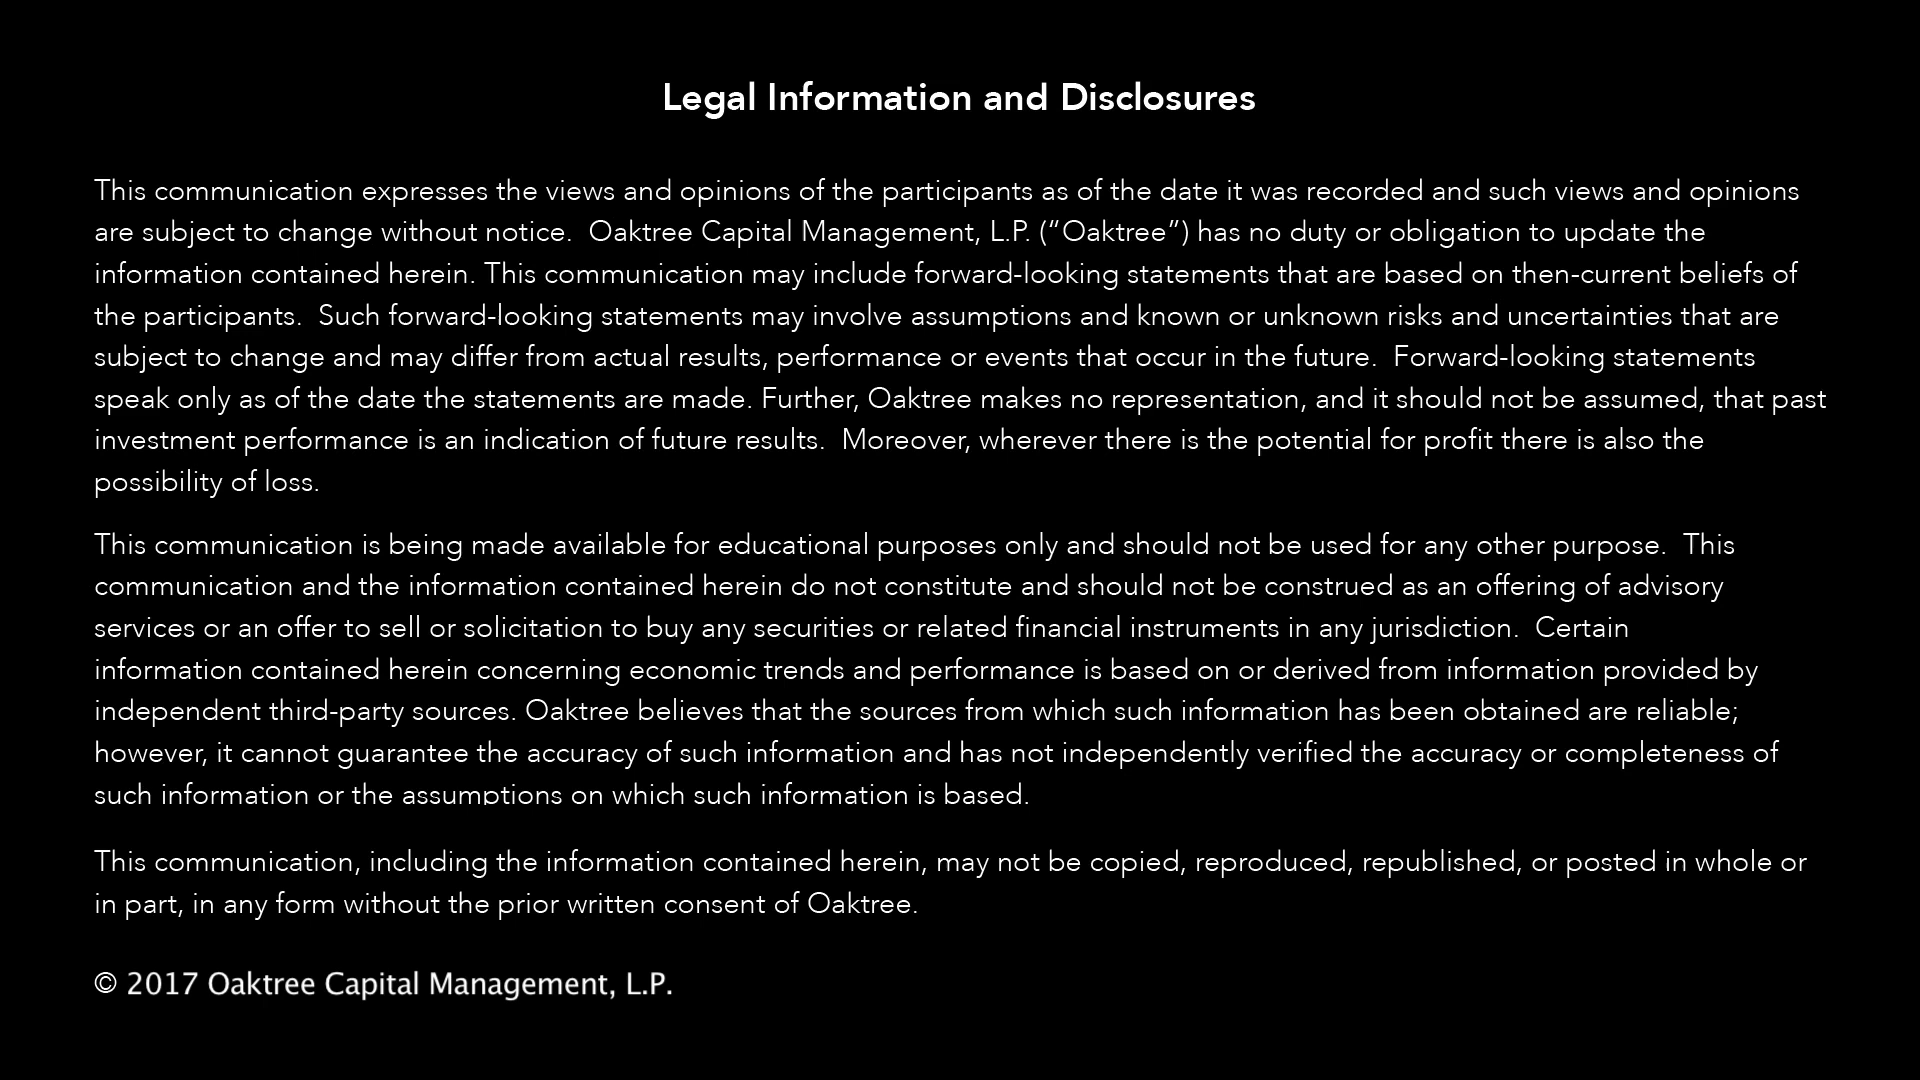 Legal Information and Disclosures
This communication expresses the views and opinions of the participants as of the date it was recorded and such views and opinions
are subject to change without notice.  Oaktree Capital Management, L.P. (“Oaktree”) has no duty or obligation to update the
information contained herein. This communication may include forward-looking statements that are based on then-current beliefs of
the participants.  Such forward-looking statements may involve assumptions and known or unknown risks and uncertainties that are
subject to change and may differ from actual results, performance or events that occur in the future.  Forward-looking statements
speak only as of the date the statements are made. Further, Oaktree makes no representation, and it should not be assumed, that past
investment performance is an indication of future results.  Moreover, wherever there is the potential for profit there is also the
possibility of loss.
This communication is being made available for educational purposes only and should not be used for any other purpose.  This
communication and the information contained herein do not constitute and should not be construed as an offering of advisory
services or an offer to sell or solicitation to buy any securities or related financial instruments in any jurisdiction.  Certain
information contained herein concerning economic trends and performance is based on or derived from information provided by
independent third-party sources. Oaktree believes that the sources from which such information has been obtained are reliable;
however, it cannot guarantee the accuracy of such information and has not independently verified the accuracy or completeness of
such information or the assumptions on which such information is based.
This communication, including the information contained herein, may not be copied, reproduced, republished, or posted in whole or
in part, in any form without the prior written consent of Oaktree.
© 2017 Oaktree Capital Management, L.P.